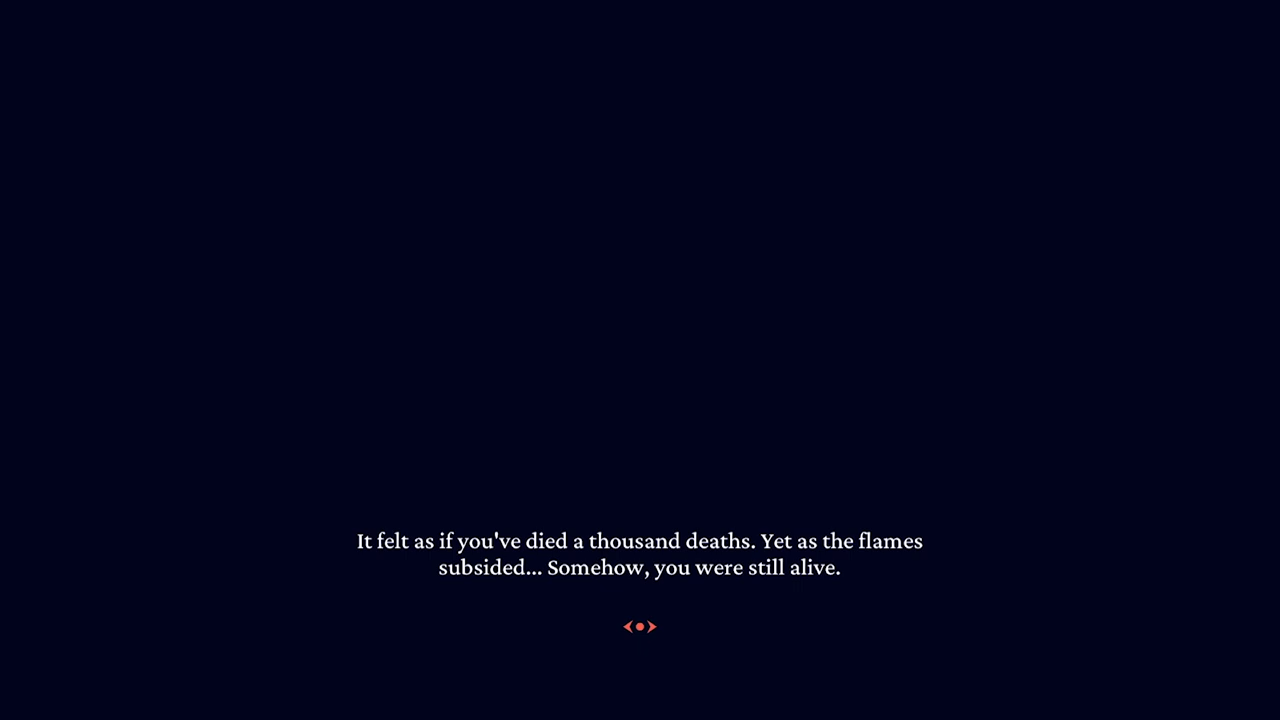 It felt as if you've died a thousand deaths. Yet as the flames
subsided... Somehow, you were still alive.